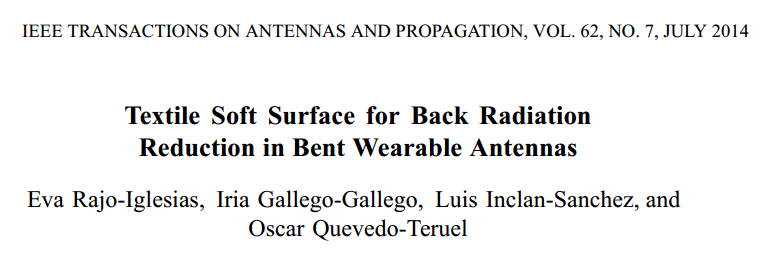 IEEE TRANSACTIONS ON ANTENNAS AND PROPAGATION, VOL. 62, NO. 7, JULY 2014
Textile Soft Surface for Back Radiation
Reduction in Bent Wearable Antennas
Eva Rajo-Iglesias, Iria Gallego-Gallego, Luis Inclan-Sanchez, and
Oscar Quevedo-Teruel